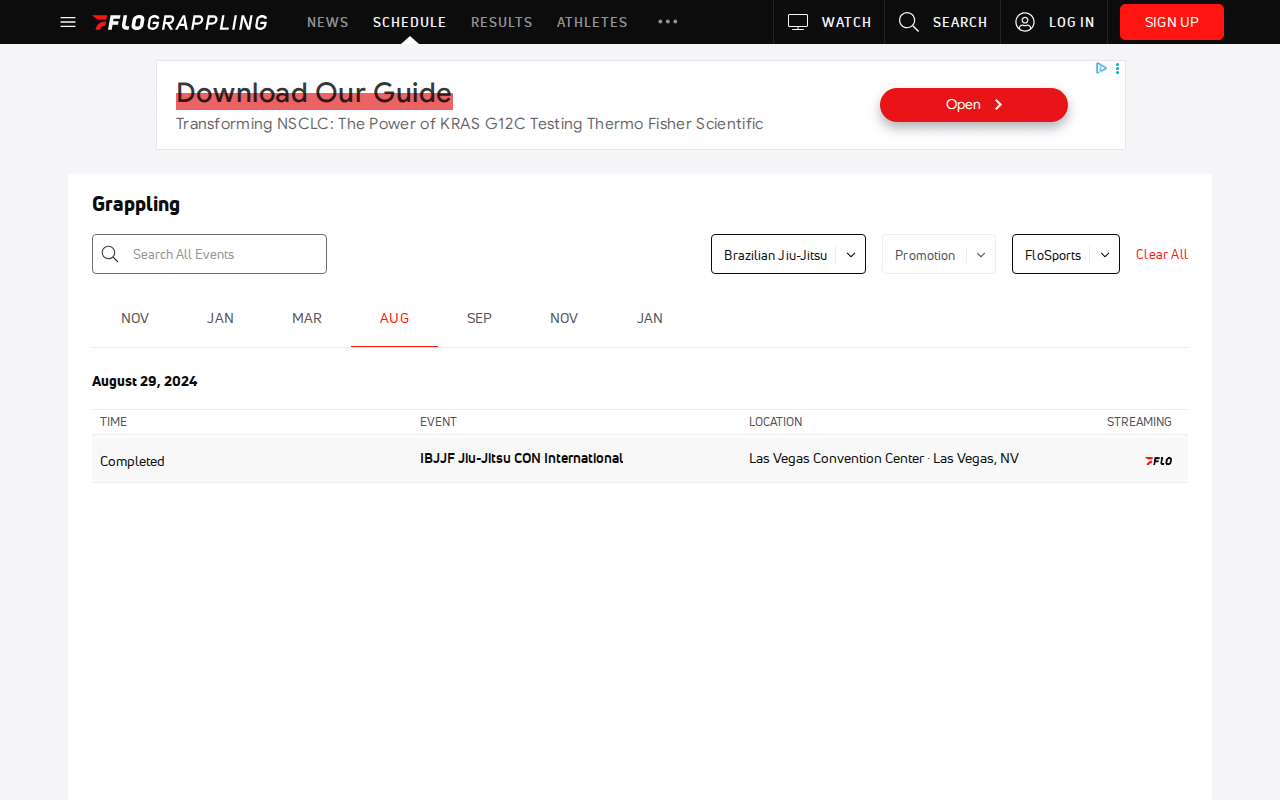 FLOGRAPPLING NEWS SCHEDULE RESULTS ATHLETES WATCH SEARCH LOG IN SIGN UP
Download Our Guide
Transforming NSCLC: The Power of KRAS G12C Testing Thermo Fisher Scientific
Open
Grappling
Search All Events Brazilian Jiu-Jitsu Promotion FloSports Clear All
NOV JAN MAR AUG SEP NOV JAN
August 29, 2024
TIME EVENT LOCATION STREAMING
Completed IBJJF Jiu-Jitsu CON International Las Vegas Convention Center · Las Vegas, NV FLO